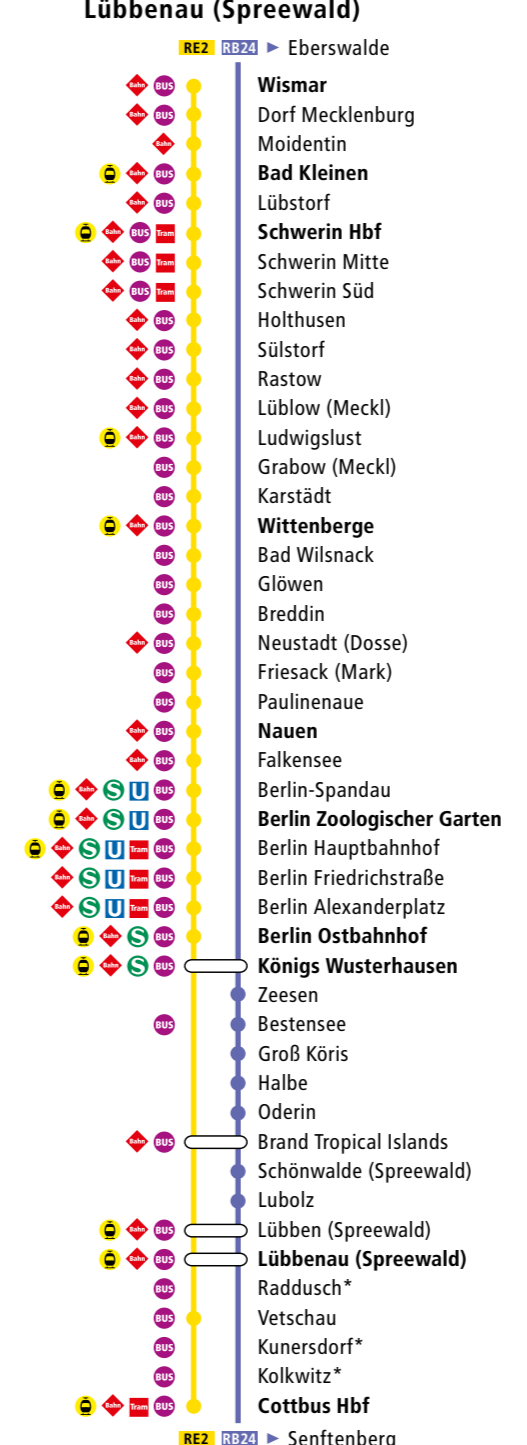 Lübbenau (Spreewald)
RE2 RB24 ► Eberswalde
Bahn BUS Wismar
Bahn BUS Dorf Mecklenburg
Bahn Moidentin
Bahn BUS Bad Kleinen
Bahn BUS Lübstorf
Bahn BUS Tram Schwerin Hbf
Bahn BUS Tram Schwerin Mitte
Bahn BUS Tram Schwerin Süd
Bahn BUS Holthusen
Bahn BUS Sülstorf
Bahn BUS Rastow
Bahn BUS Lüblow (Meckl)
Bahn BUS Ludwigslust
BUS Grabow (Meckl)
BUS Karstädt
Bahn BUS Wittenberge
BUS Bad Wilsnack
BUS Glöwen
BUS Breddin
Bahn BUS Neustadt (Dosse)
BUS Friesack (Mark)
BUS Paulinenaue
Bahn BUS Nauen
Bahn BUS Falkensee
Bahn S U BUS Berlin-Spandau
Bahn S U BUS Berlin Zoologischer Garten
Bahn S U Tram BUS Berlin Hauptbahnhof
Bahn S U Tram BUS Berlin Friedrichstraße
Bahn S U Tram BUS Berlin Alexanderplatz
Bahn S BUS Berlin Ostbahnhof
Bahn S BUS Königs Wusterhausen
Zeesen
BUS Bestensee
Groß Köris
Halbe
Oderin
Bahn BUS Brand Tropical Islands
Schönwalde (Spreewald)
Lubolz
Bahn BUS Lübben (Spreewald)
Bahn BUS Lübbenau (Spreewald)
BUS Raddusch*
BUS Vetschau
BUS Kunersdorf*
BUS Kolkwitz*
Bahn Tram BUS Cottbus Hbf
RE2 RB24 ► Senftenberg